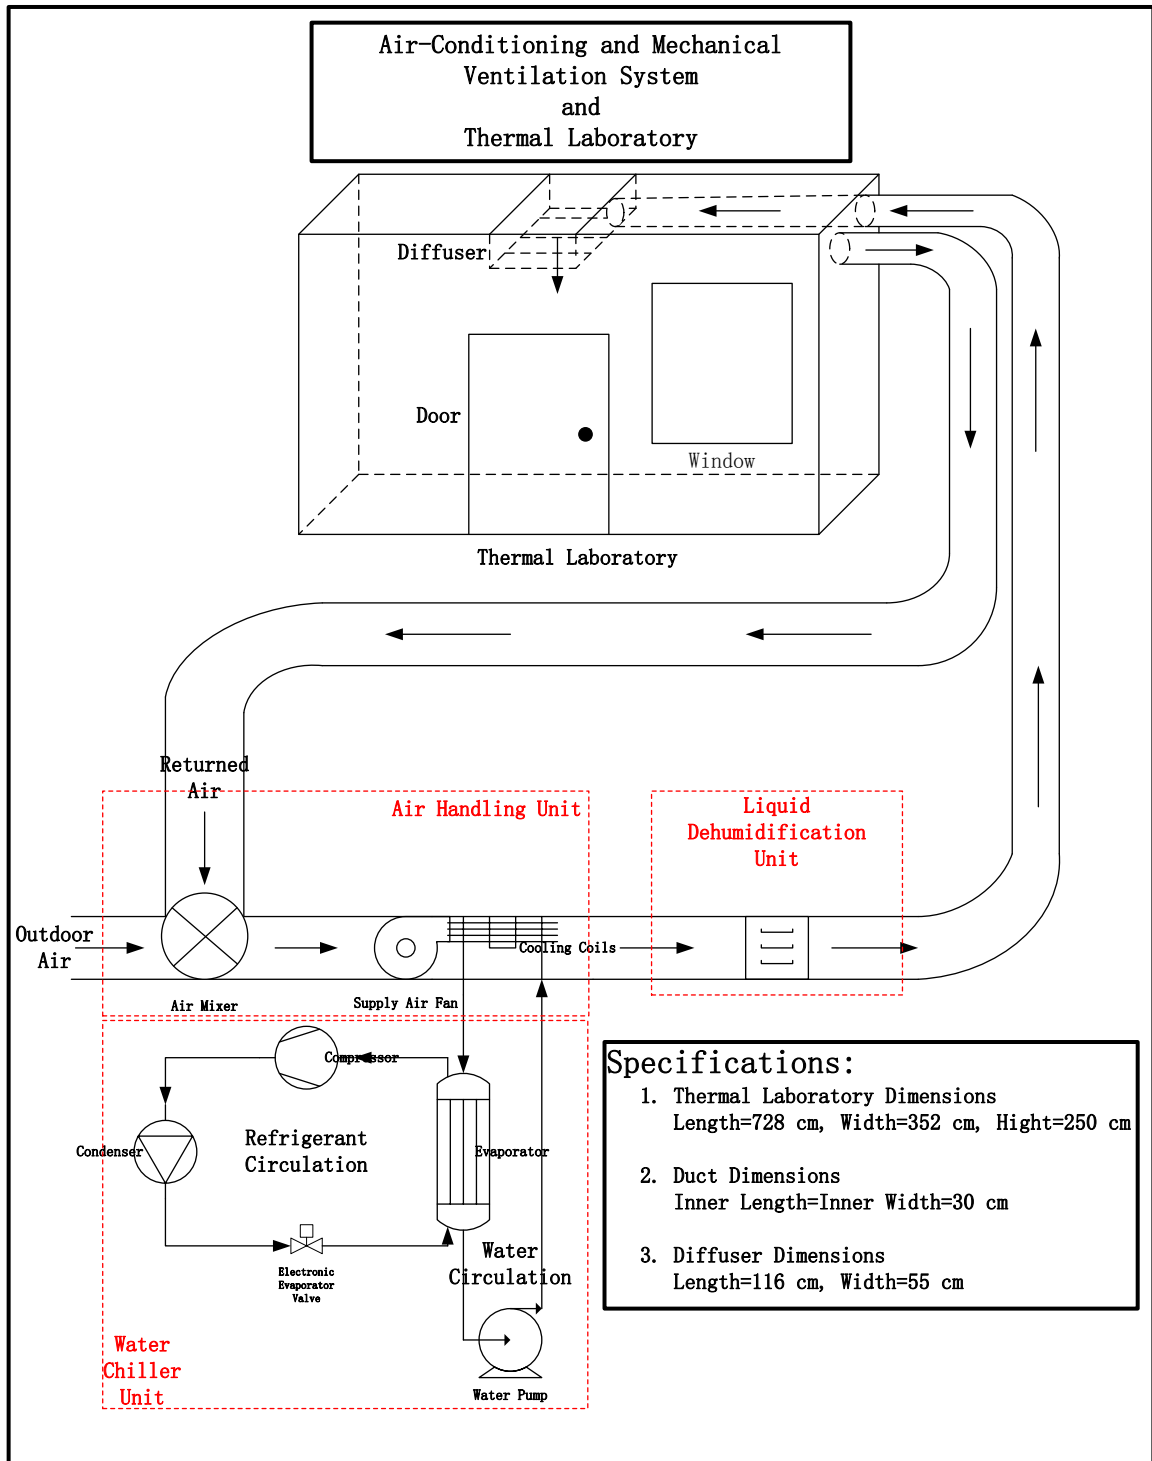 Air-Conditioning and Mechanical
Ventilation System
and
Thermal Laboratory
Diffuser
Door
Window
Thermal Laboratory
Returned
Air
Air Handling Unit
Liquid
Dehumidification
Unit
Outdoor
Air
Cooling Coils
Air Mixer
Supply Air Fan
Compressor
Condenser
Refrigerant
Circulation
Evaporator
Electronic
Evaporator
Valve
Water
Circulation
Water
Chiller
Unit
Water Pump
Specifications:
1. Thermal Laboratory Dimensions
Length=728 cm, Width=352 cm, Hight=250 cm
2. Duct Dimensions
Inner Length=Inner Width=30 cm
3. Diffuser Dimensions
Length=116 cm, Width=55 cm